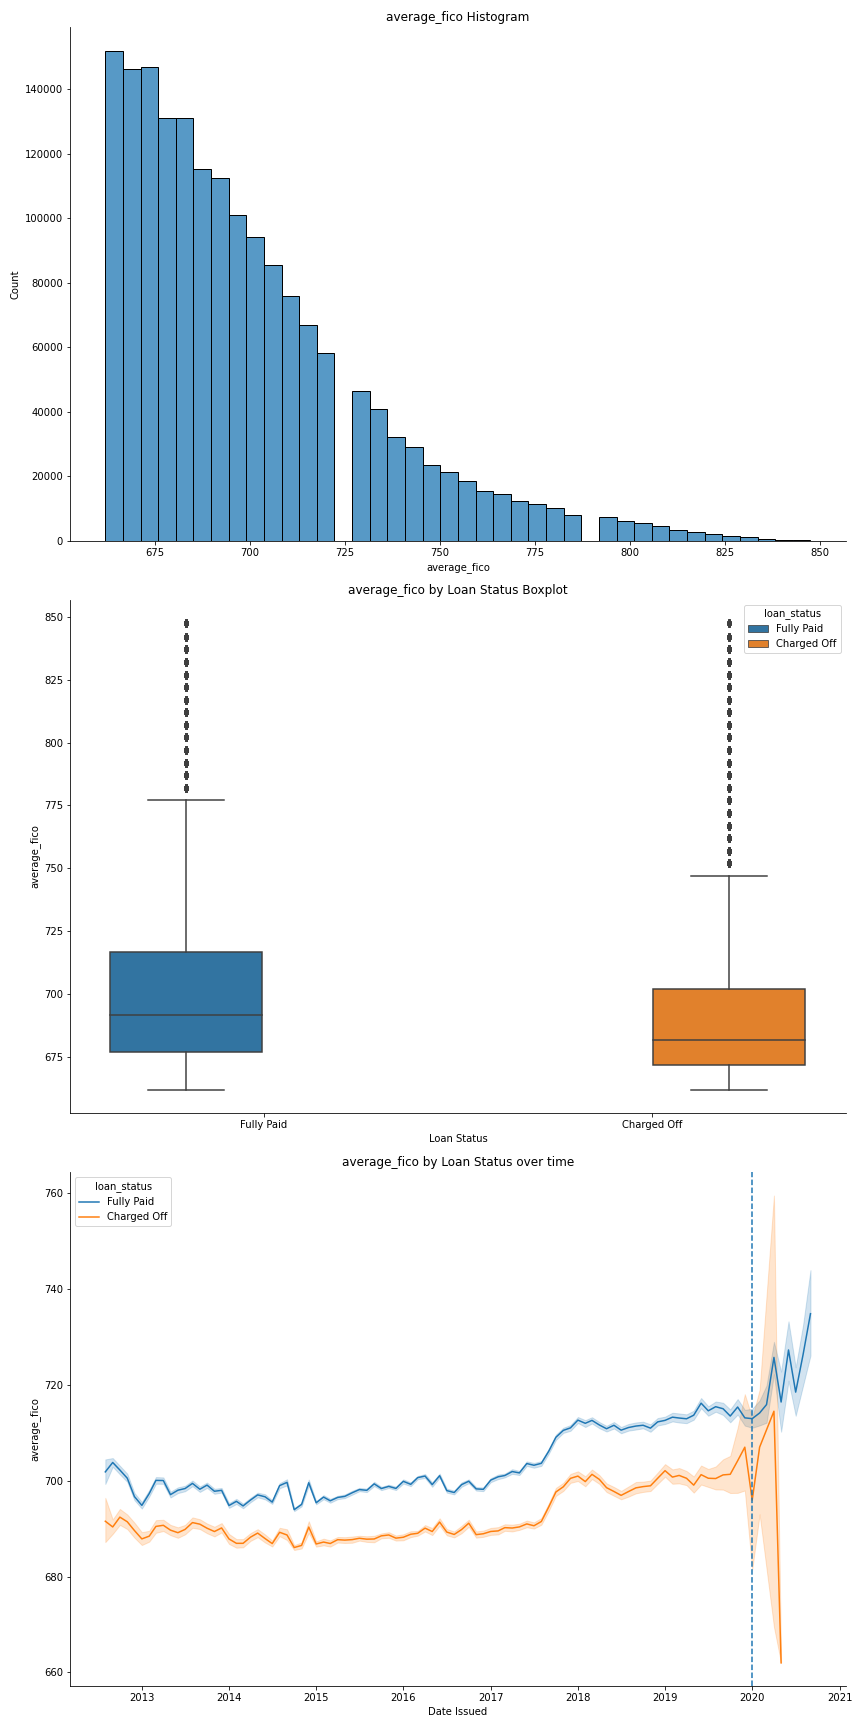 average_fico Histogram
Count
140000
120000
100000
80000
60000
40000
20000
0
675 700 725 750 775 800 825 850
average_fico
average_fico by Loan Status Boxplot
loan_status
Fully Paid
Charged Off
average_fico
850
825
800
775
750
725
700
675
Fully Paid Charged Off
Loan Status
average_fico by Loan Status over time
loan_status
Fully Paid
Charged Off
average_fico
760
740
720
700
680
660
2013 2014 2015 2016 2017 2018 2019 2020 2021
Date Issued